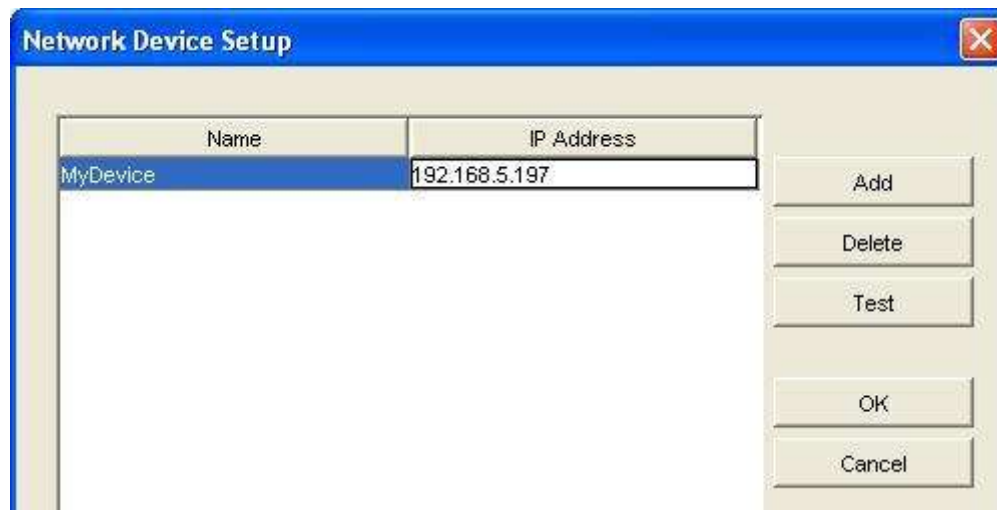 Network Device Setup
Name IP Address
MyDevice 192.168.5.197
Add
Delete
Test
OK
Cancel